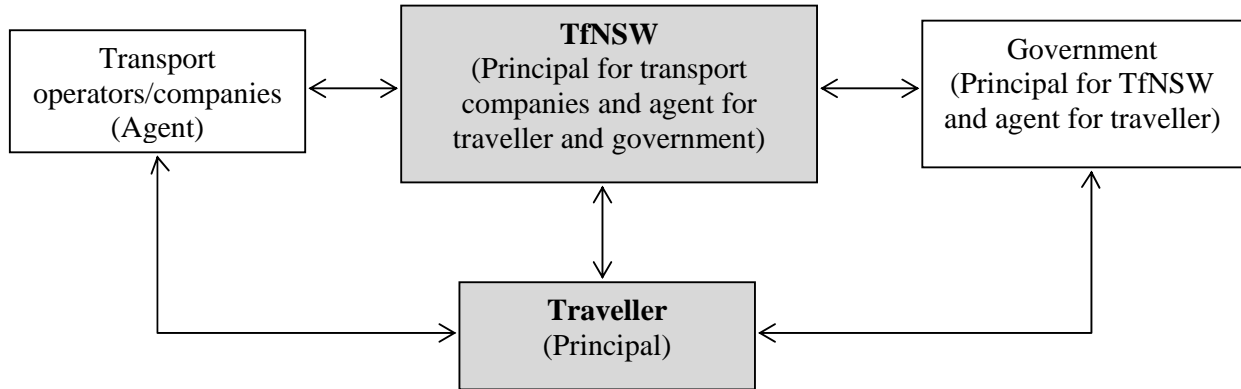 Transport
operators/companies
(Agent)
TfNSW
(Principal for transport
companies and agent for
traveller and government)
Government
(Principal for TfNSW
and agent for traveller)
Traveller
(Principal)